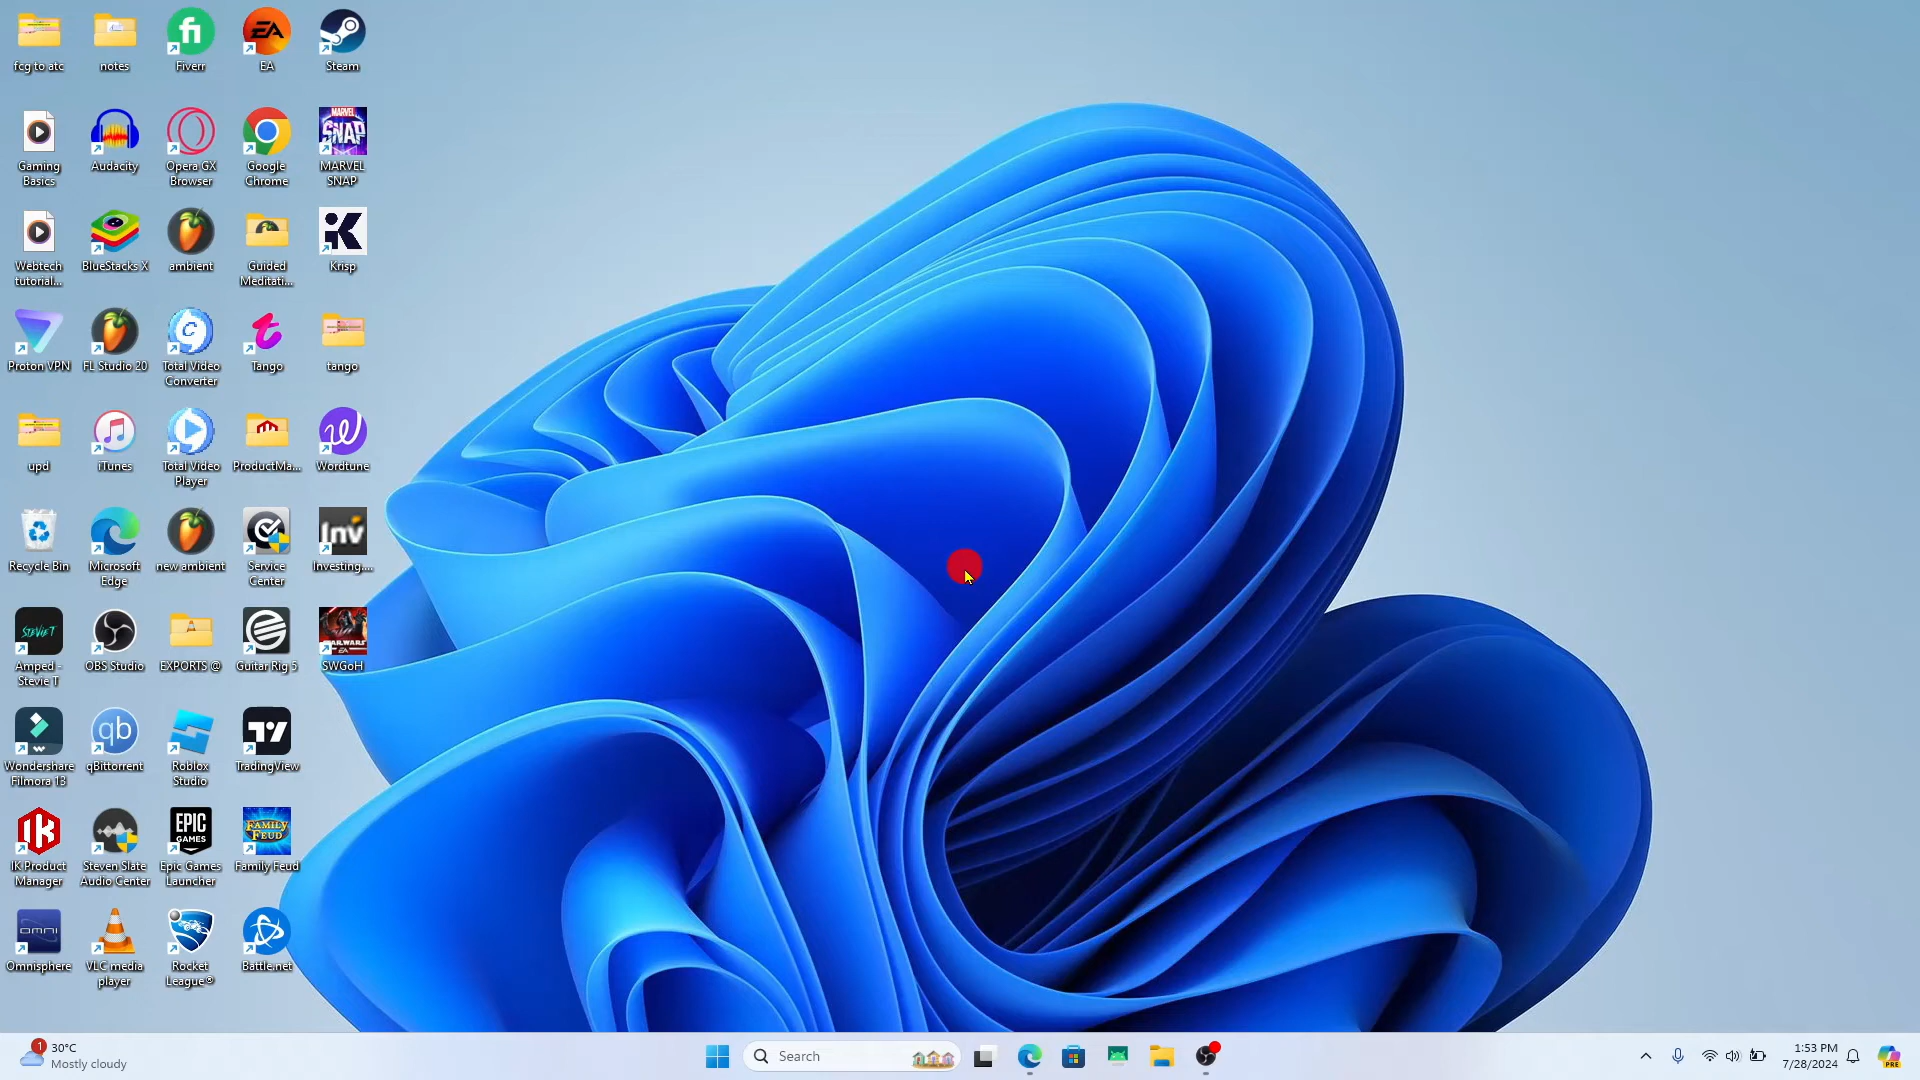 fcg to atc
notes
Fiverr
EA
Steam
Gaming Basics
Audacity
Opera GX Browser
Google Chrome
MARVEL SNAP
Webtech tutorial...
BlueStacks X
ambient
Guided Meditati...
Krisp
Proton VPN
FL Studio 20
Total Video Converter
Tango
tango
upd
iTunes
Total Video Player
ProductMa...
Wordtune
Recycle Bin
Microsoft Edge
new ambient
Service Center
Investing....
Amped - Stevie T
OBS Studio
EXPORTS @
Guitar Rig 5
SWGoH
Wondershare Filmora 13
qBittorrent
Roblox Studio
TradingView
IK Product Manager
Steven Slate Audio Center
Epic Games Launcher
Family Feud
Omnisphere
VLC media player
Rocket League®
Battle.net
1
30°C
Mostly cloudy
Search
1:53 PM
7/28/2024
PRE